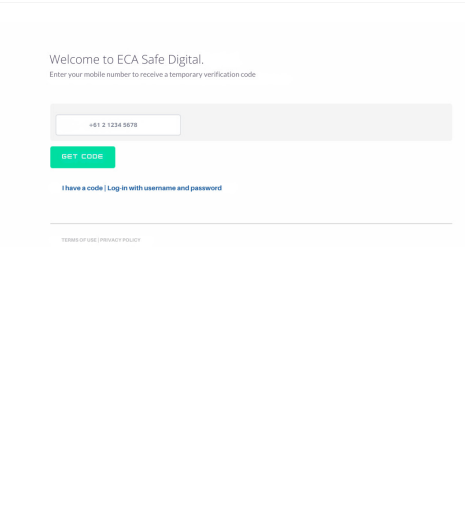 Welcome to ECA Safe Digital.
Enter your mobile number to receive a temporary verification code
+61 2 1234 5678
GET CODE
I have a code | Log-in with username and password
TERMS OF USE | PRIVACY POLICY